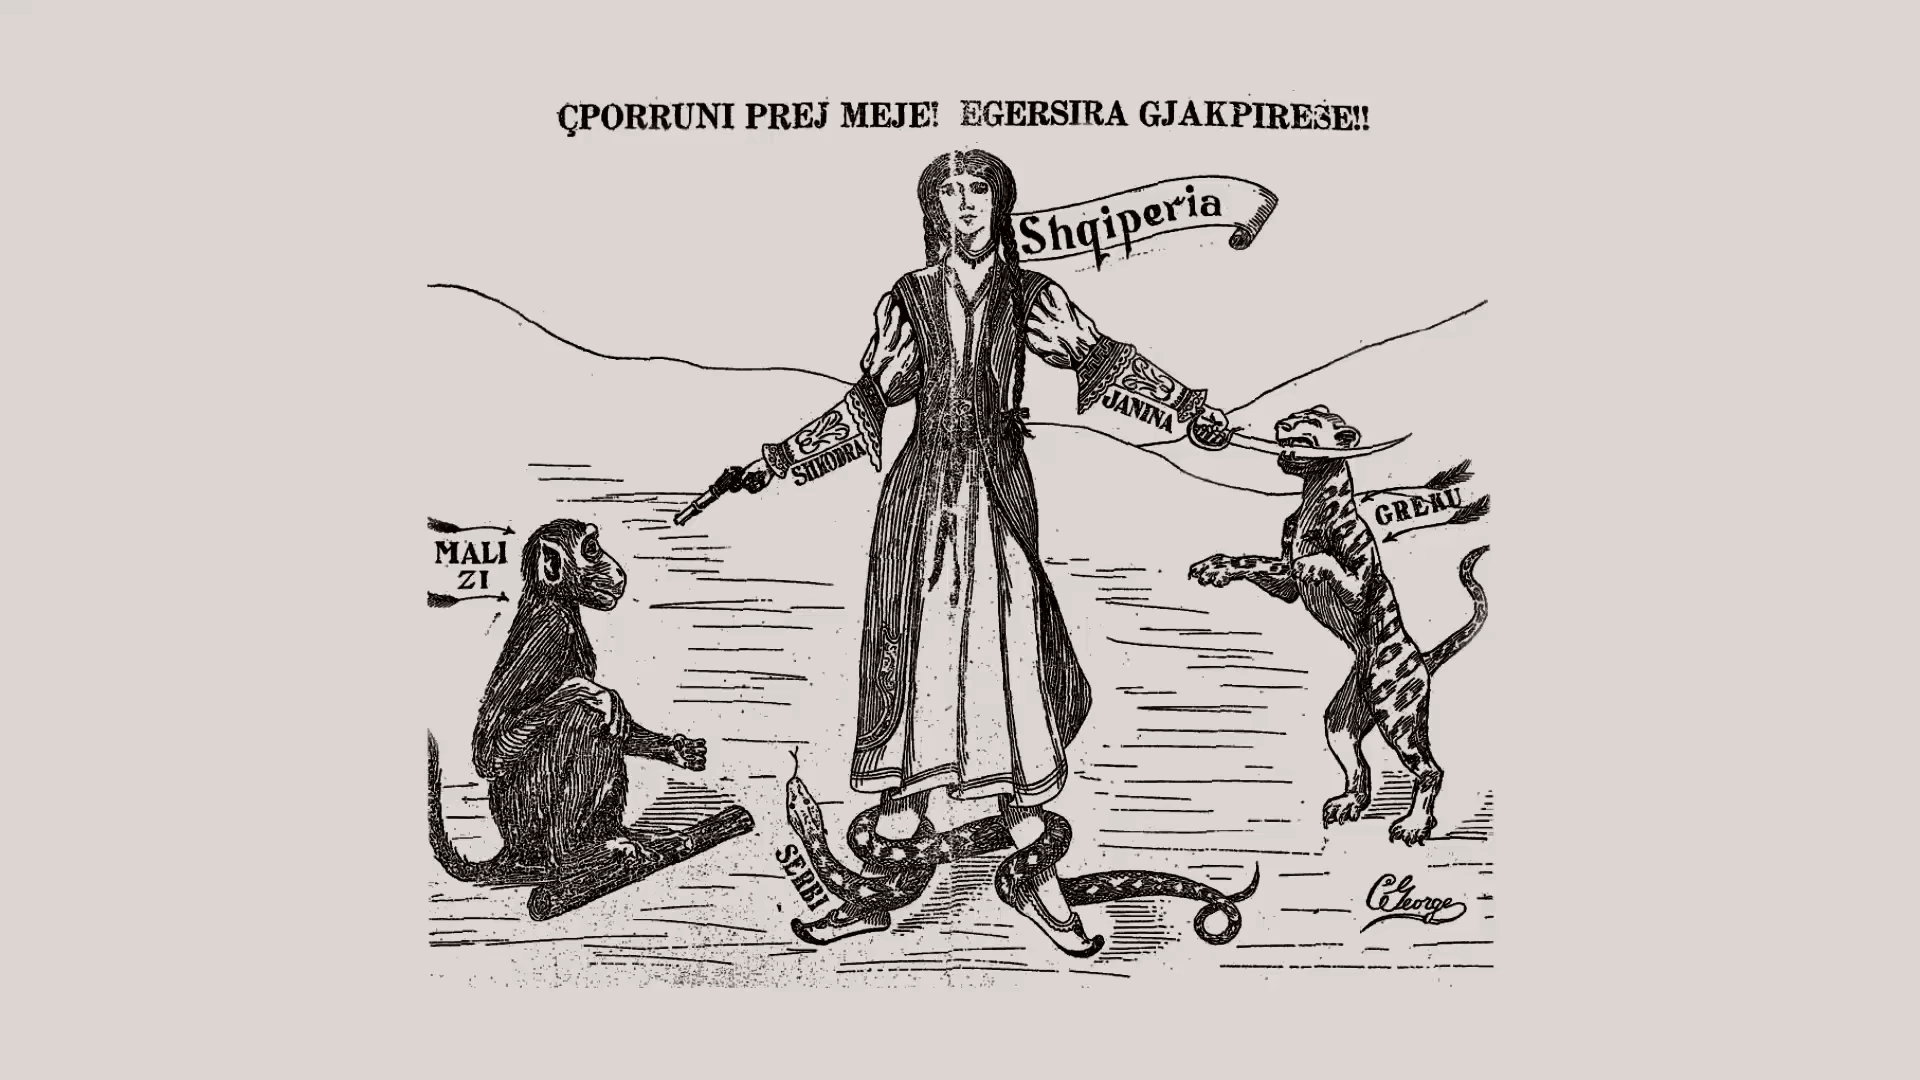 ÇPORRUNI PREJ MEJE! EGERSIRA GJAKPIRESE!!
Shqiperia
JANINA
SHKODRA
GREKU
MALI
ZI
SERBI
C George